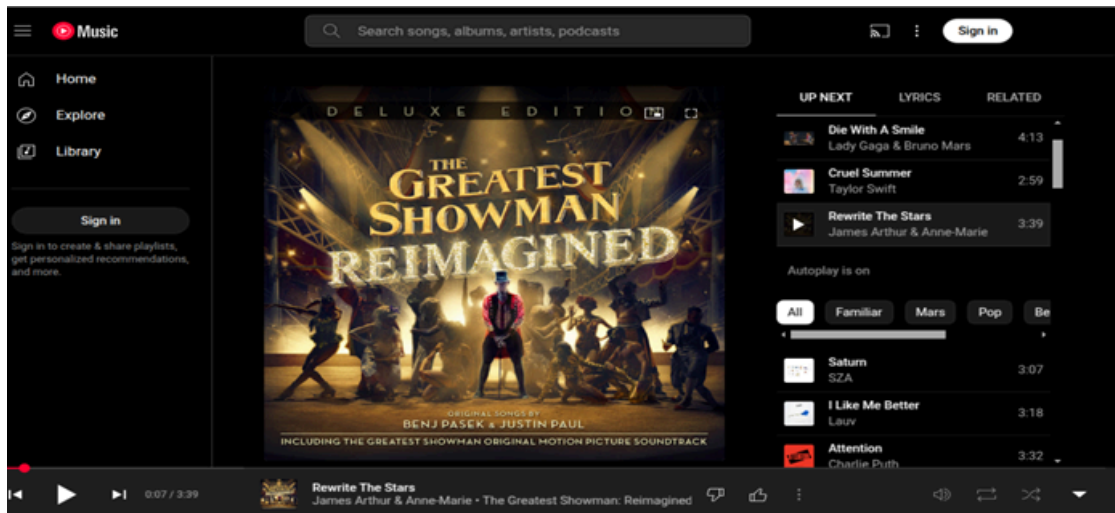 Music
Search songs, albums, artists, podcasts
Sign in
Home
Explore
Library
Sign in
Sign in to create & share playlists,
get personalized recommendations,
and more.
DELUXE EDITIO
THE
GREATEST
SHOWMAN
REIMAGINED
ORIGINAL SONGS BY
BENJ PASEK & JUSTIN PAUL
INCLUDING THE GREATEST SHOWMAN ORIGINAL MOTION PICTURE SOUNDTRACK
UP NEXT LYRICS RELATED
Die With A Smile
Lady Gaga & Bruno Mars 4:13
Cruel Summer
Taylor Swift 2:59
Rewrite The Stars
James Arthur & Anne-Marie 3:39
Autoplay is on
All Familiar Mars Pop Be
Saturn
SZA 3:07
I Like Me Better
Lauv 3:18
Attention
Charlie Puth 3:32
0:07 / 3:39
Rewrite The Stars
James Arthur & Anne-Marie • The Greatest Showman: Reimagined